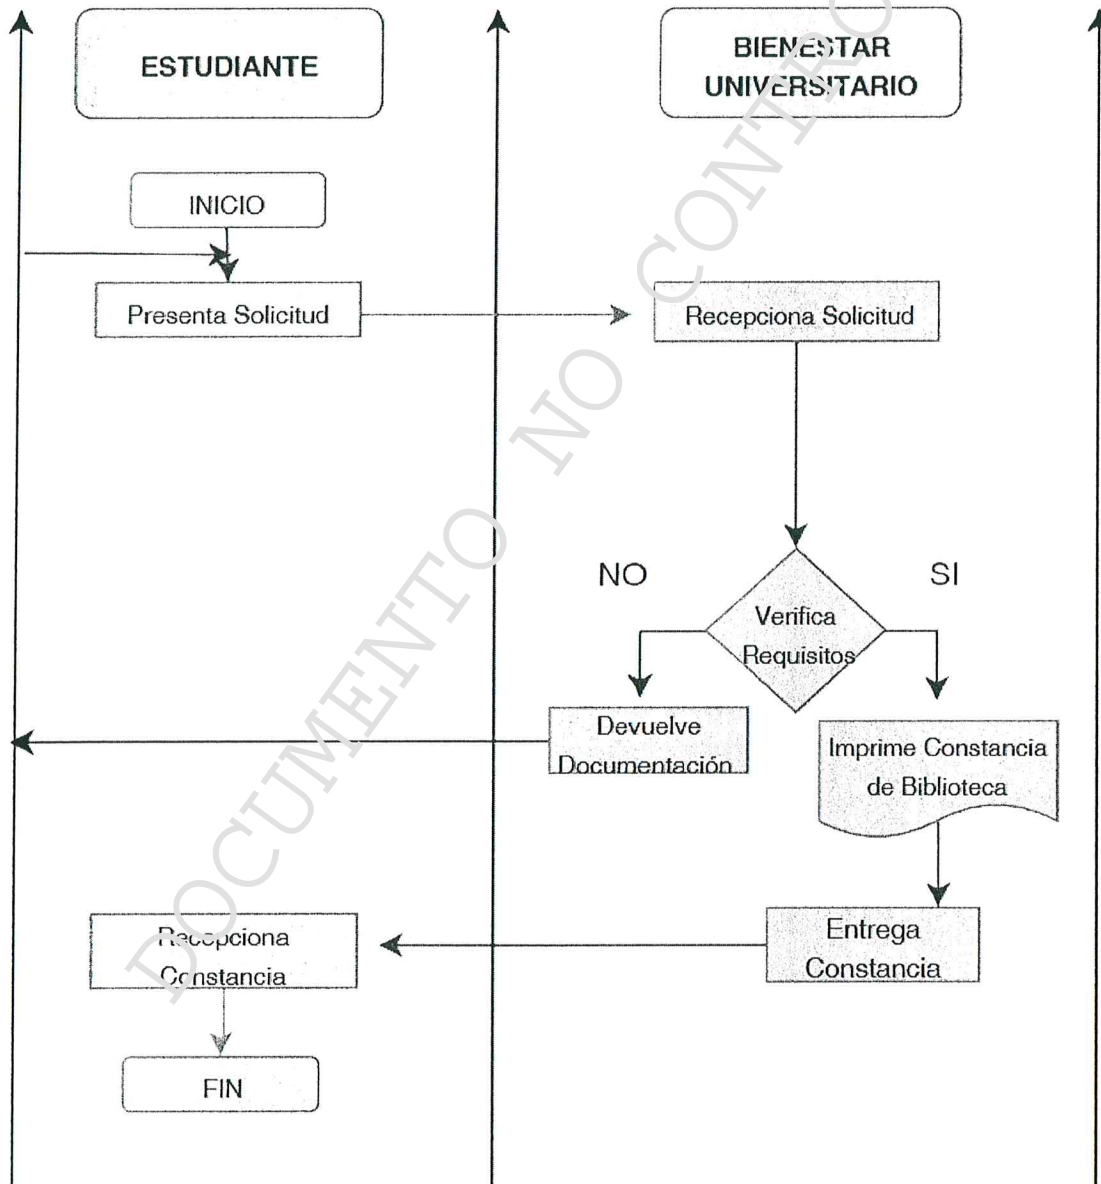 ESTUDIANTE
BIENESTAR
UNIVERSITARIO
INICIO
Presenta Solicitud
Recepciona Solicitud
NO
SI
Verifica
Requisitos
Devuelve
Documentación
Imprime Constancia
de Biblioteca
Entrega
Constancia
Recepciona
Constancia
FIN
DOCUMENTO NO CONTRO